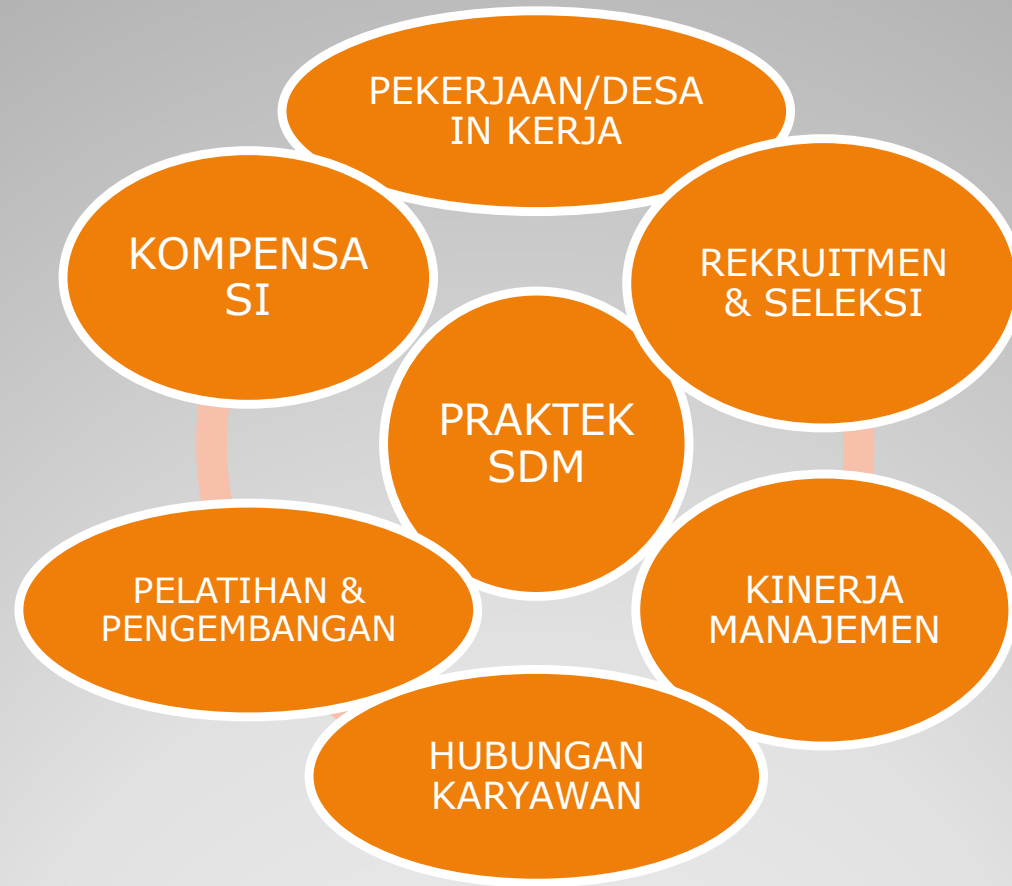 PEKERJAAN/DESA
IN KERJA
REKRUITMEN
& SELEKSI
KINERJA
MANAJEMEN
HUBUNGAN
KARYAWAN
PELATIHAN &
PENGEMBANGAN
KOMPENSA
SI
PRAKTEK
SDM